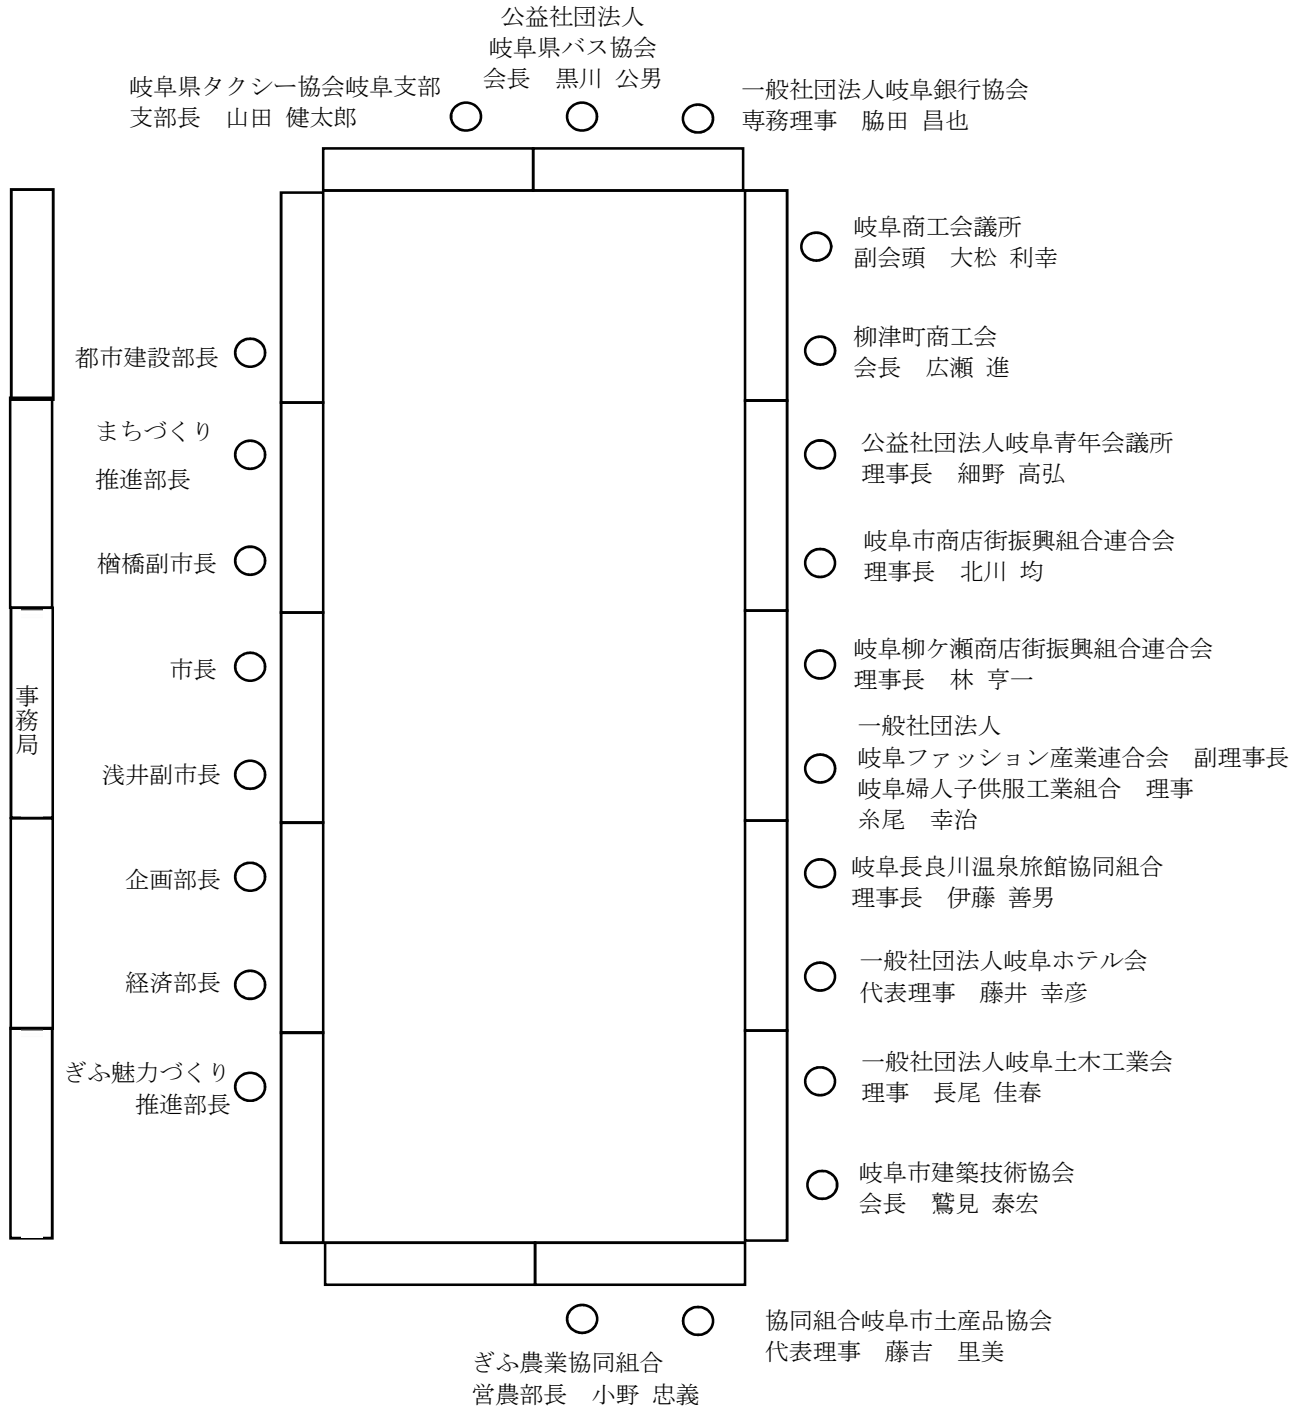 公益社団法人
岐阜県バス協会
会長　黒川 公男
岐阜県タクシー協会岐阜支部
支部長　山田 健太郎
一般社団法人岐阜銀行協会
専務理事　脇田 昌也
岐阜商工会議所
副会頭　大松 利幸
柳津町商工会
会長　広瀬 進
公益社団法人岐阜青年会議所
理事長　細野 高弘
岐阜市商店街振興組合連合会
理事長　北川 均
岐阜柳ケ瀬商店街振興組合連合会
理事長　林 亨一
一般社団法人
岐阜ファッション産業連合会　副理事長
岐阜婦人子供服工業組合　理事
糸尾　幸治
岐阜長良川温泉旅館協同組合
理事長　伊藤 善男
一般社団法人岐阜ホテル会
代表理事　藤井 幸彦
一般社団法人岐阜土木工業会
理事　長尾 佳春
岐阜市建築技術協会
会長　鷲見 泰宏
協同組合岐阜市土産品協会
代表理事　藤吉　里美
ぎふ農業協同組合
営農部長　小野 忠義
都市建設部長
まちづくり
推進部長
楢橋副市長
市長
浅井副市長
企画部長
経済部長
ぎふ魅力づくり
推進部長
事務局